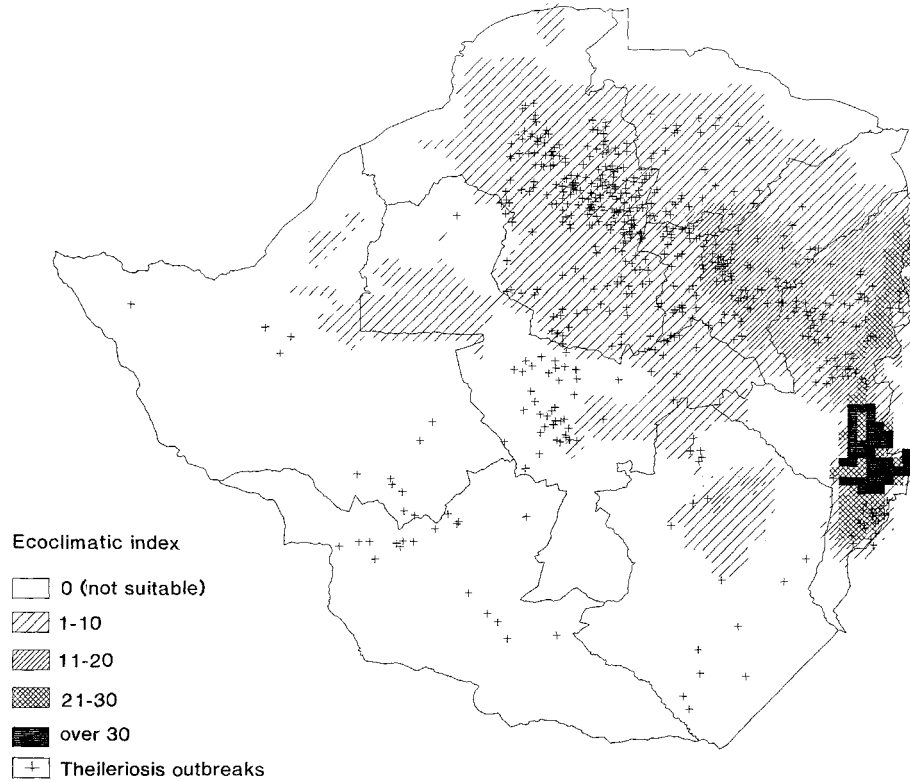 Ecoclimatic index
0 (not suitable)
1-10
11-20
21-30
over 30
Theileriosis outbreaks